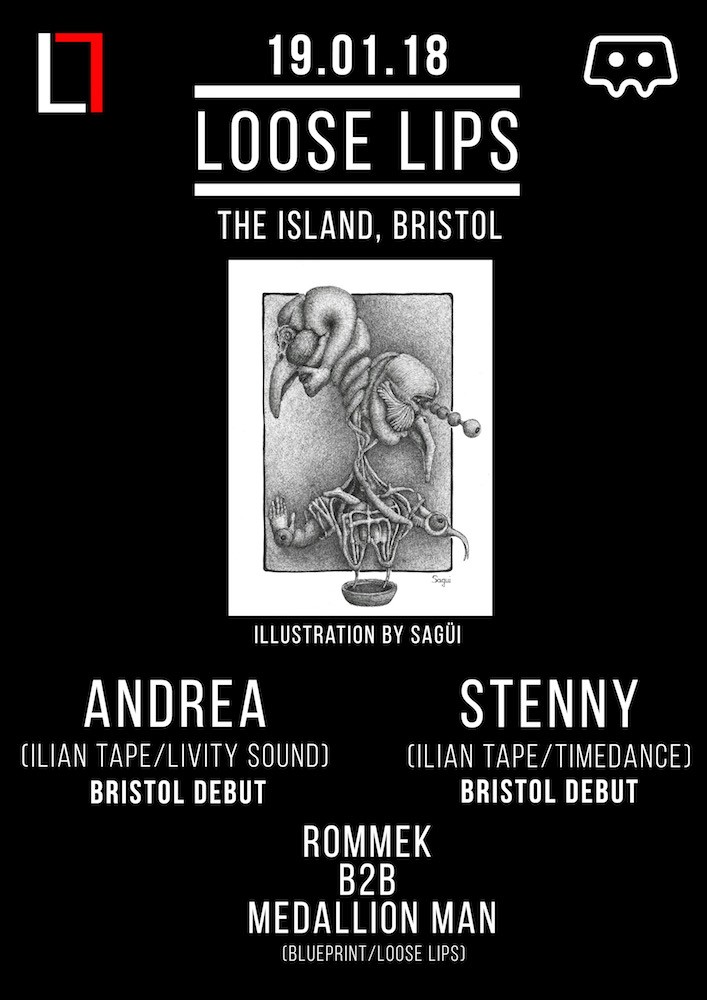 19.01.18
LOOSE LIPS
THE ISLAND, BRISTOL
Sagui
ILLUSTRATION BY SAGÜI
ANDREA
(ILIAN TAPE/LIVITY SOUND)
BRISTOL DEBUT
STENNY
(ILIAN TAPE/TIMEDANCE)
BRISTOL DEBUT
ROMMEK
B2B
MEDALLION MAN
(BLUEPRINT/LOOSE LIPS)